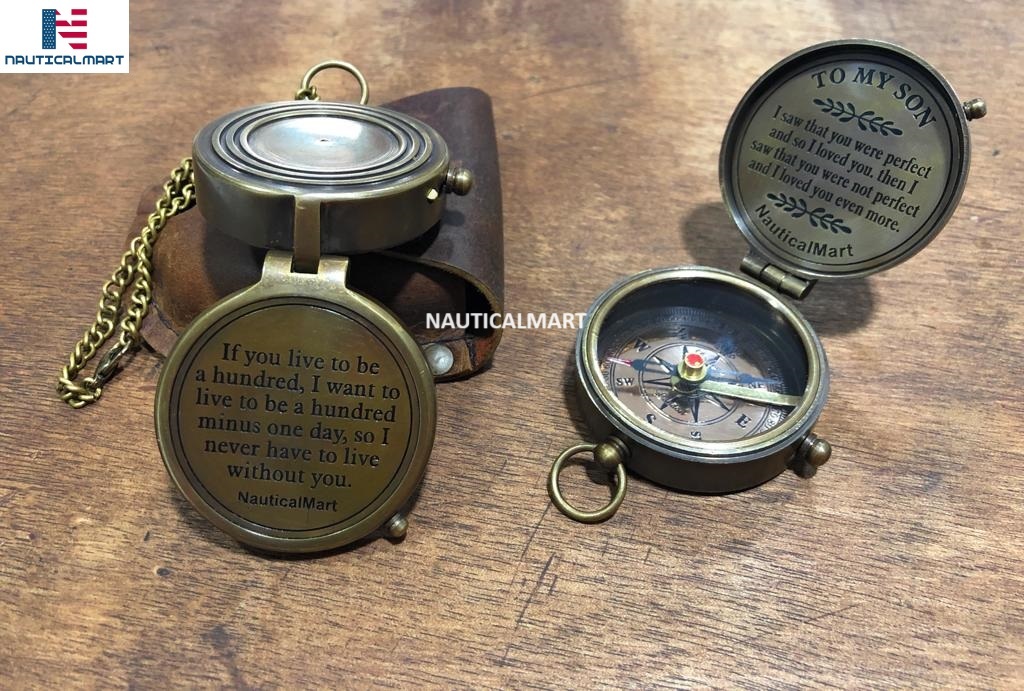 NAUTICALMART
TO MY SON
I saw that you were perfect
and so I loved you, then I
saw that you were not perfect
and I loved you even more.
NauticalMart
NAUTICALMART
If you live to be
a hundred, I want to
live to be a hundred
minus one day, so I
never have to live
without you.
NauticalMart
W
SW
S
S
E
NE